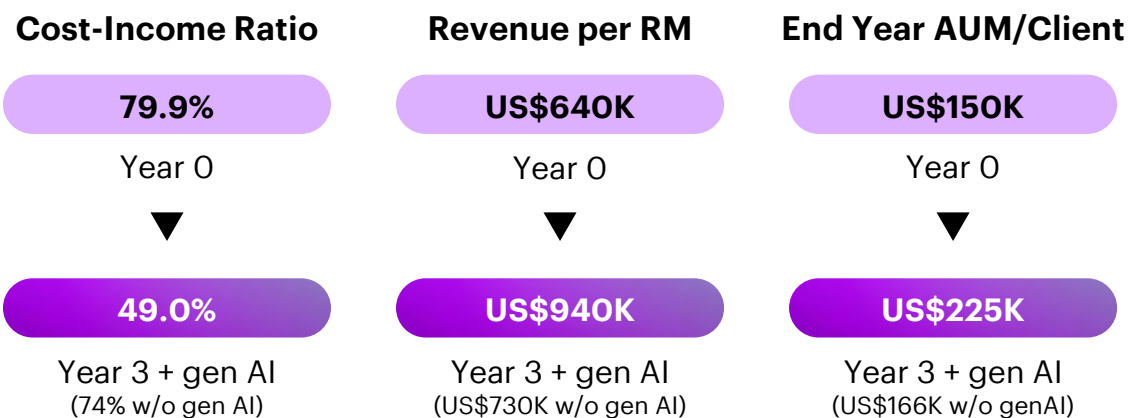 Cost-Income Ratio
79.9%
Year 0
49.0%
Year 3 + gen AI
(74% w/o gen AI)
Revenue per RM
US$640K
Year 0
US$940K
Year 3 + gen AI
(US$730K w/o gen AI)
End Year AUM/Client
US$150K
Year 0
US$225K
Year 3 + gen AI
(US$166K w/o genAI)